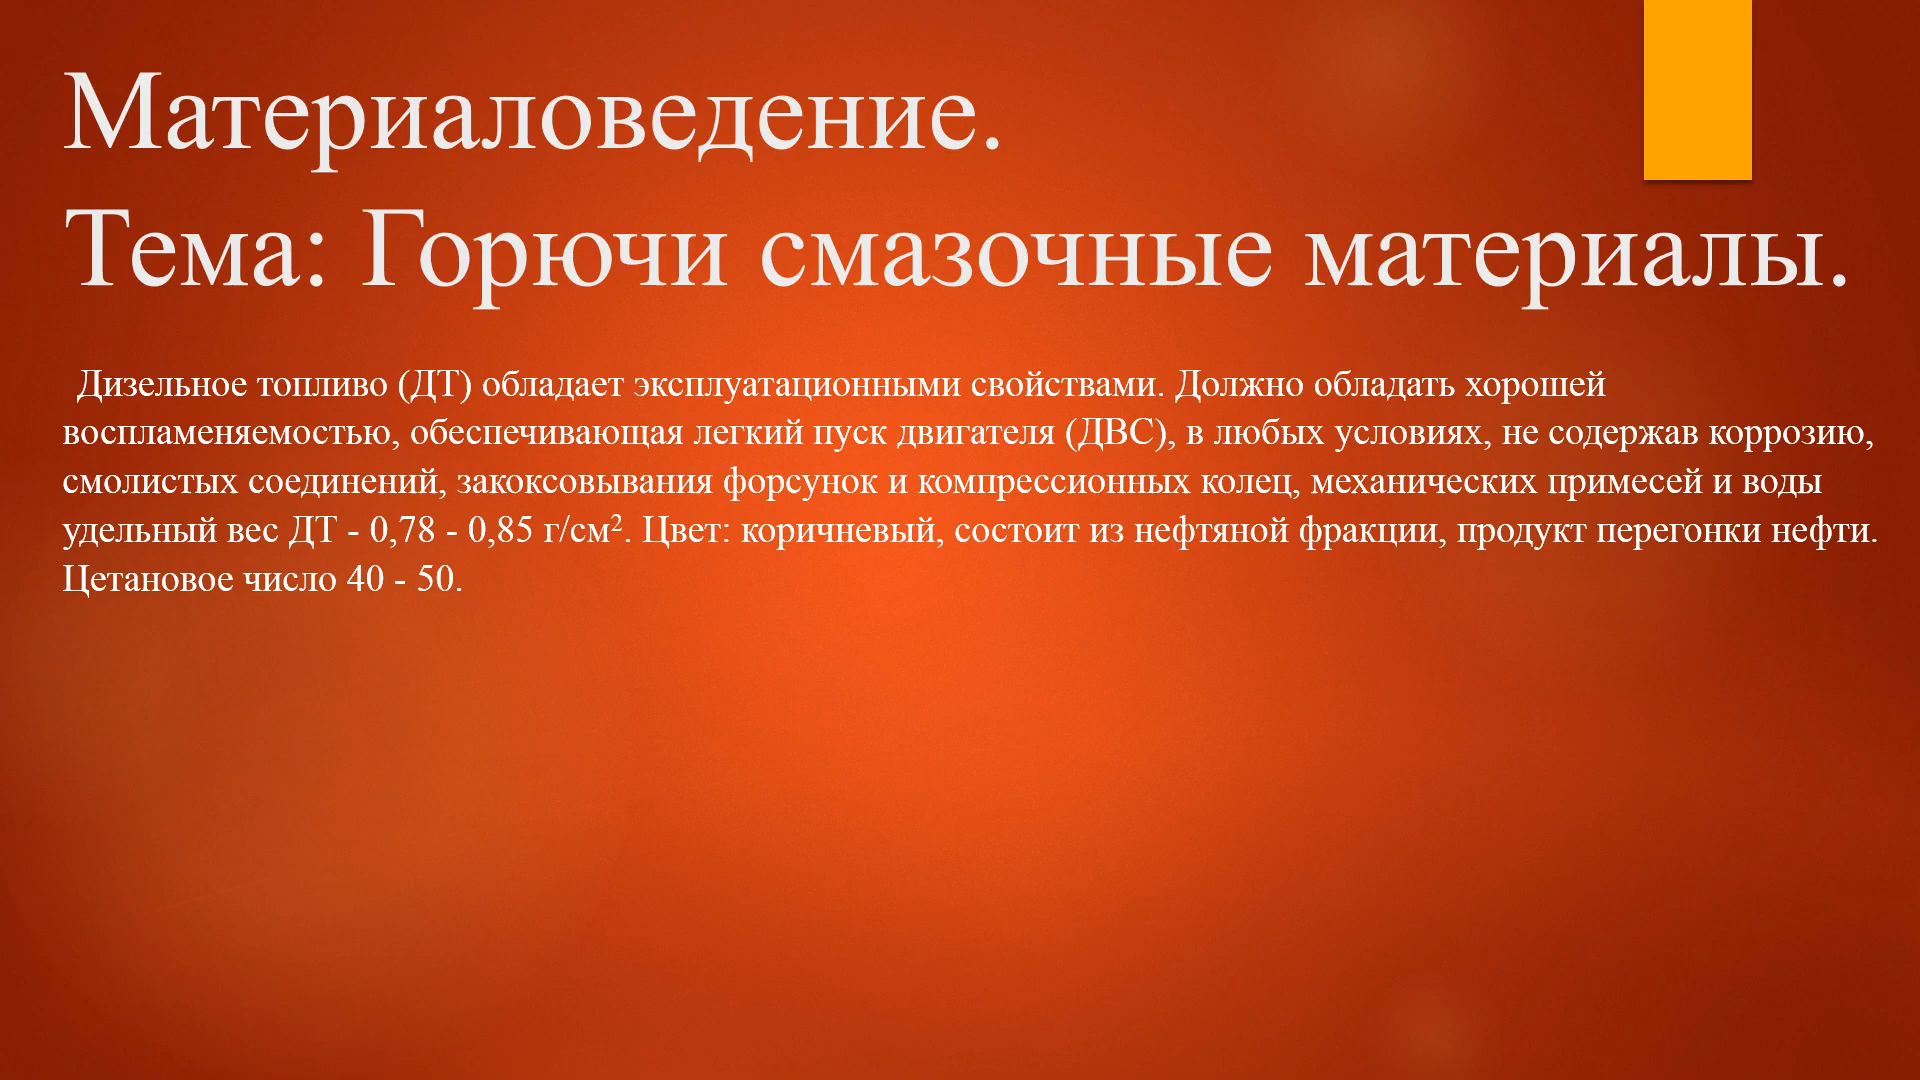 Материаловедение.
Тема: Горючи смазочные материалы.
Дизельное топливо (ДТ) обладает эксплуатационными свойствами. Должно обладать хорошей
воспламеняемостью, обеспечивающая легкий пуск двигателя (ДВС), в любых условиях, не содержав коррозию,
смолистых соединений, закоксовывания форсунок и компрессионных колец, механических примесей и воды
удельный вес ДТ - 0,78 - 0,85 г/см². Цвет: коричневый, состоит из нефтяной фракции, продукт перегонки нефти.
Цетановое число 40 - 50.